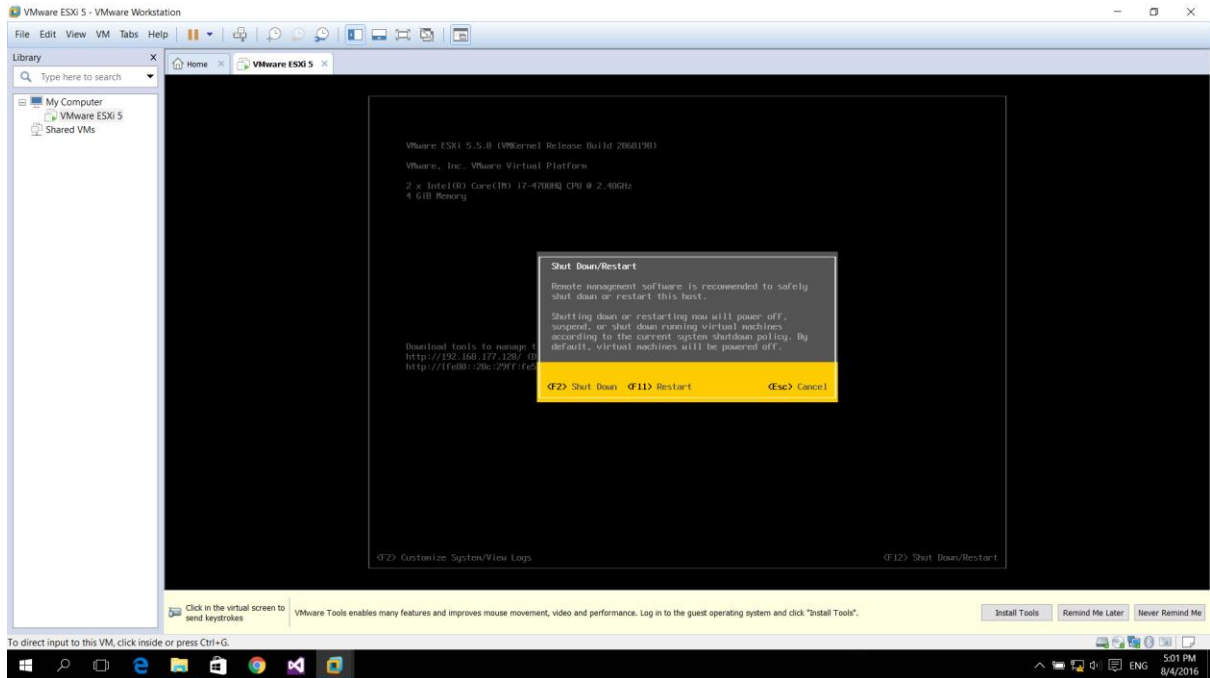 VMware ESXi 5 - VMware Workstation
File Edit View VM Tabs Help
Library X
Type here to search
My Computer
VMware ESXi 5
Shared VMs
Home
VMware ESXi 5
VMware ESXi 5.5.0 (VMKernel Release Build 2068190)
VMware, Inc. VMware Virtual Platform
2 x Intel(R) Core(TM) i7-4700HQ CPU @ 2.40GHz
4 GiB Memory
Shut Down/Restart
Remote management software is recommended to safely
shut down or restart this host.
Shutting down or restarting now will power off,
suspend, or shut down running virtual machines
according to the current system shutdown policy. By
default, virtual machines will be powered off.
<F2> Shut Down <F11> Restart <Esc> Cancel
Download tools to manage t
http://192.168.177.128/ (D
http://[fe80::20c:29ff:fe5
<F2> Customize System/View Logs
<F12> Shut Down/Restart
Click in the virtual screen to
send keystrokes
VMware Tools enables many features and improves mouse movement, video and performance. Log in to the guest operating system and click "Install Tools".
Install Tools
Remind Me Later
Never Remind Me
To direct input to this VM, click inside or press Ctrl+G.
ENG
5:01 PM
8/4/2016